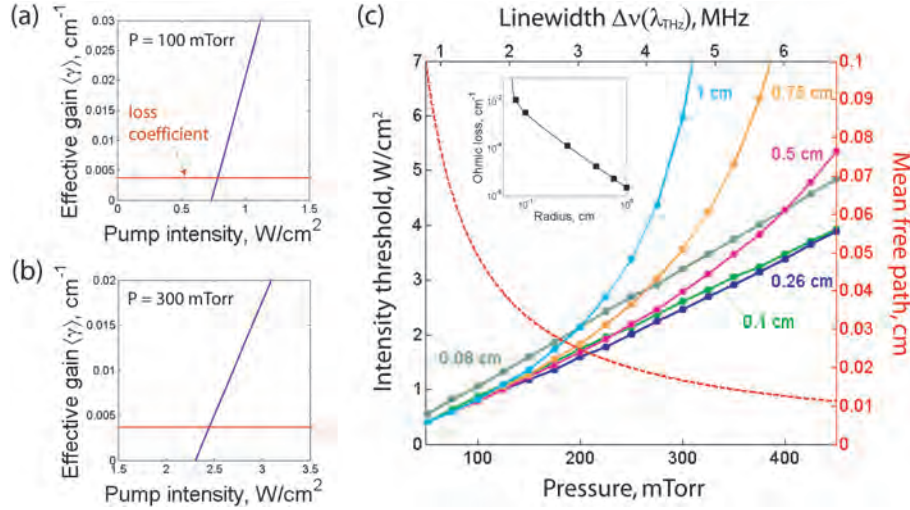 (a)
0.03
0.025
0.02
0.015
0.01
0.005
0
Effective gain ⟨γ⟩, cm⁻¹
P = 100 mTorr
loss
coefficient
0 0.5 1 1.5
Pump intensity, W/cm²
(b)
0.02
0.015
0.01
0.005
0
Effective gain ⟨γ⟩, cm⁻¹
P = 300 mTorr
1.5 2 2.5 3 3.5
Pump intensity, W/cm²
(c)
Linewidth Δν(λTHz), MHz
1 2 3 4 5 6
7
6
5
4
3
2
1
0
Intensity threshold, W/cm²
Ohmic loss, cm⁻¹
Radius, cm
1 cm
0.75 cm
0.5 cm
0.26 cm
0.1 cm
0.08 cm
0.1
0.09
0.08
0.07
0.06
0.05
0.04
0.03
0.02
0.01
0
Mean free path, cm
100 200 300 400
Pressure, mTorr